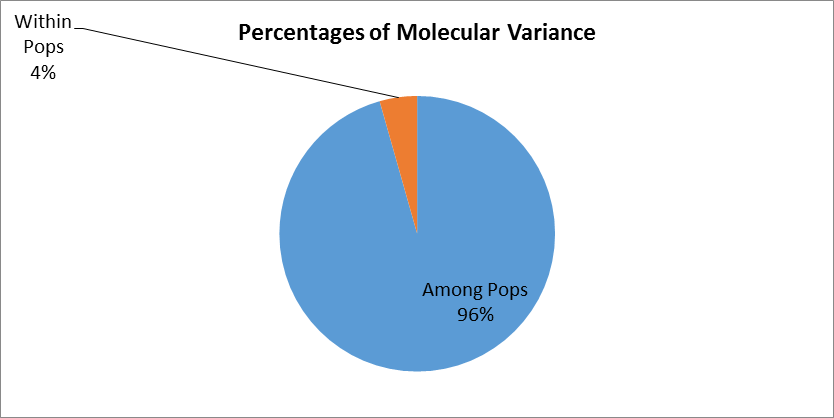 Percentages of Molecular Variance
Within
Pops
4%
Among Pops
96%